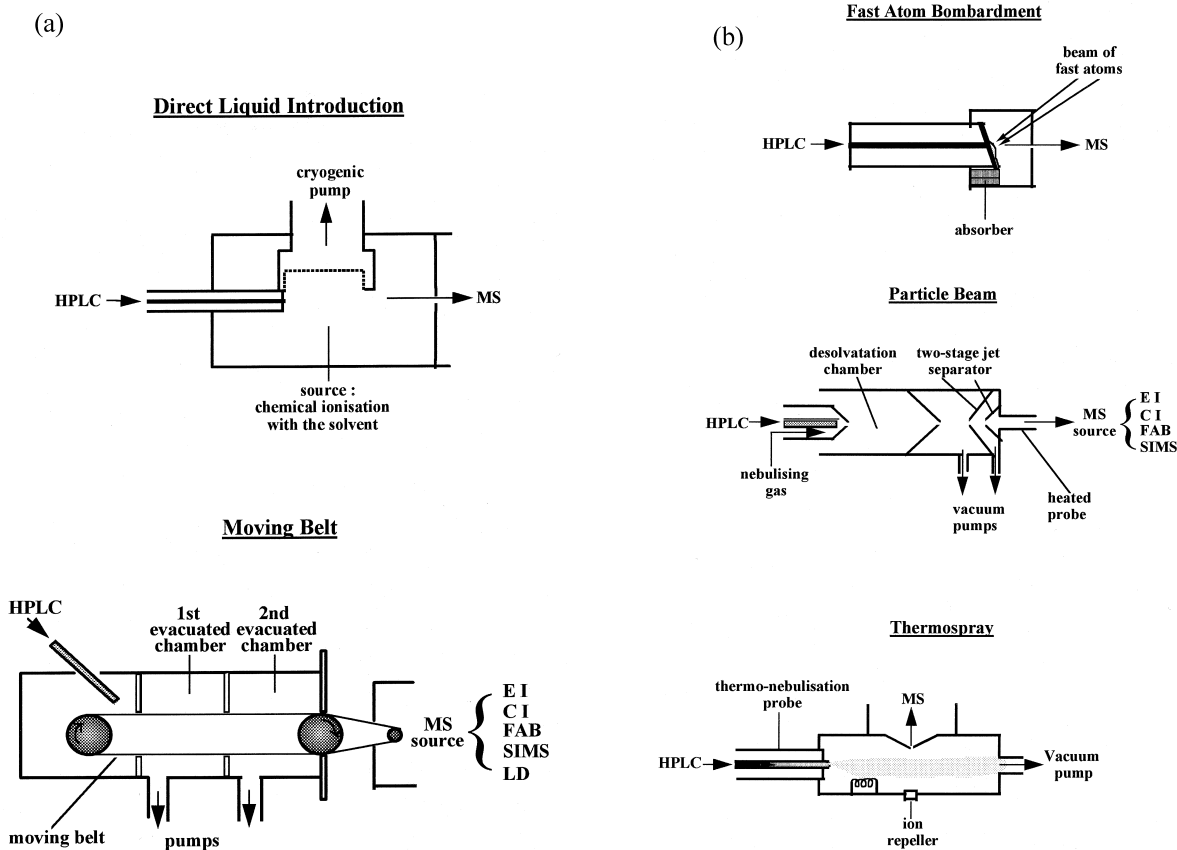 (a)
Direct Liquid Introduction
cryogenic
pump
HPLC
MS
source :
chemical ionisation
with the solvent
Moving Belt
HPLC
1st
evacuated
chamber
2nd
evacuated
chamber
MS
source
E I
C I
FAB
SIMS
LD
moving belt
pumps
(b)
Fast Atom Bombardment
beam of
fast atoms
HPLC
MS
absorber
Particle Beam
desolvatation
chamber
two-stage jet
separator
HPLC
MS
source
E I
C I
FAB
SIMS
nebulising
gas
vacuum
pumps
heated
probe
Thermospray
thermo-nebulisation
probe
MS
HPLC
Vacuum
pump
ion
repeller